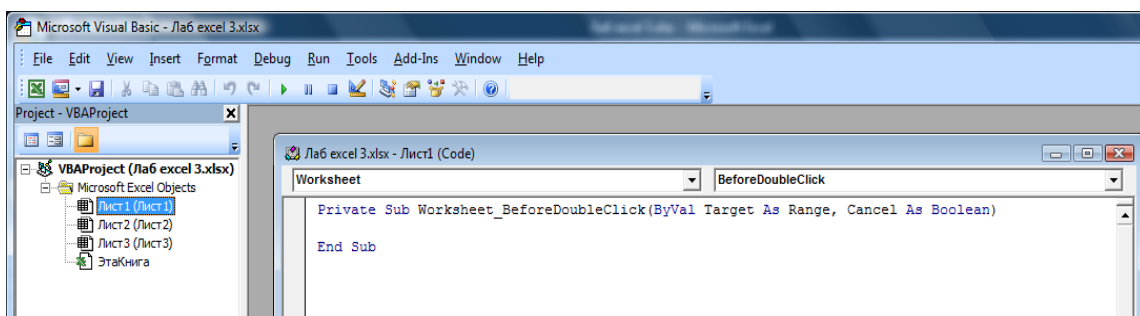 Microsoft Visual Basic - Лаб excel 3.xlsx
File Edit View Insert Format Debug Run Tools Add-Ins Window Help
Project - VBAProject
VBAProject (Лаб excel 3.xlsx)
Microsoft Excel Objects
Лист1 (Лист1)
Лист2 (Лист2)
Лист3 (Лист3)
ЭтаКнига
Лаб excel 3.xlsx - Лист1 (Code)
Worksheet BeforeDoubleClick
Private Sub Worksheet_BeforeDoubleClick(ByVal Target As Range, Cancel As Boolean)
End Sub